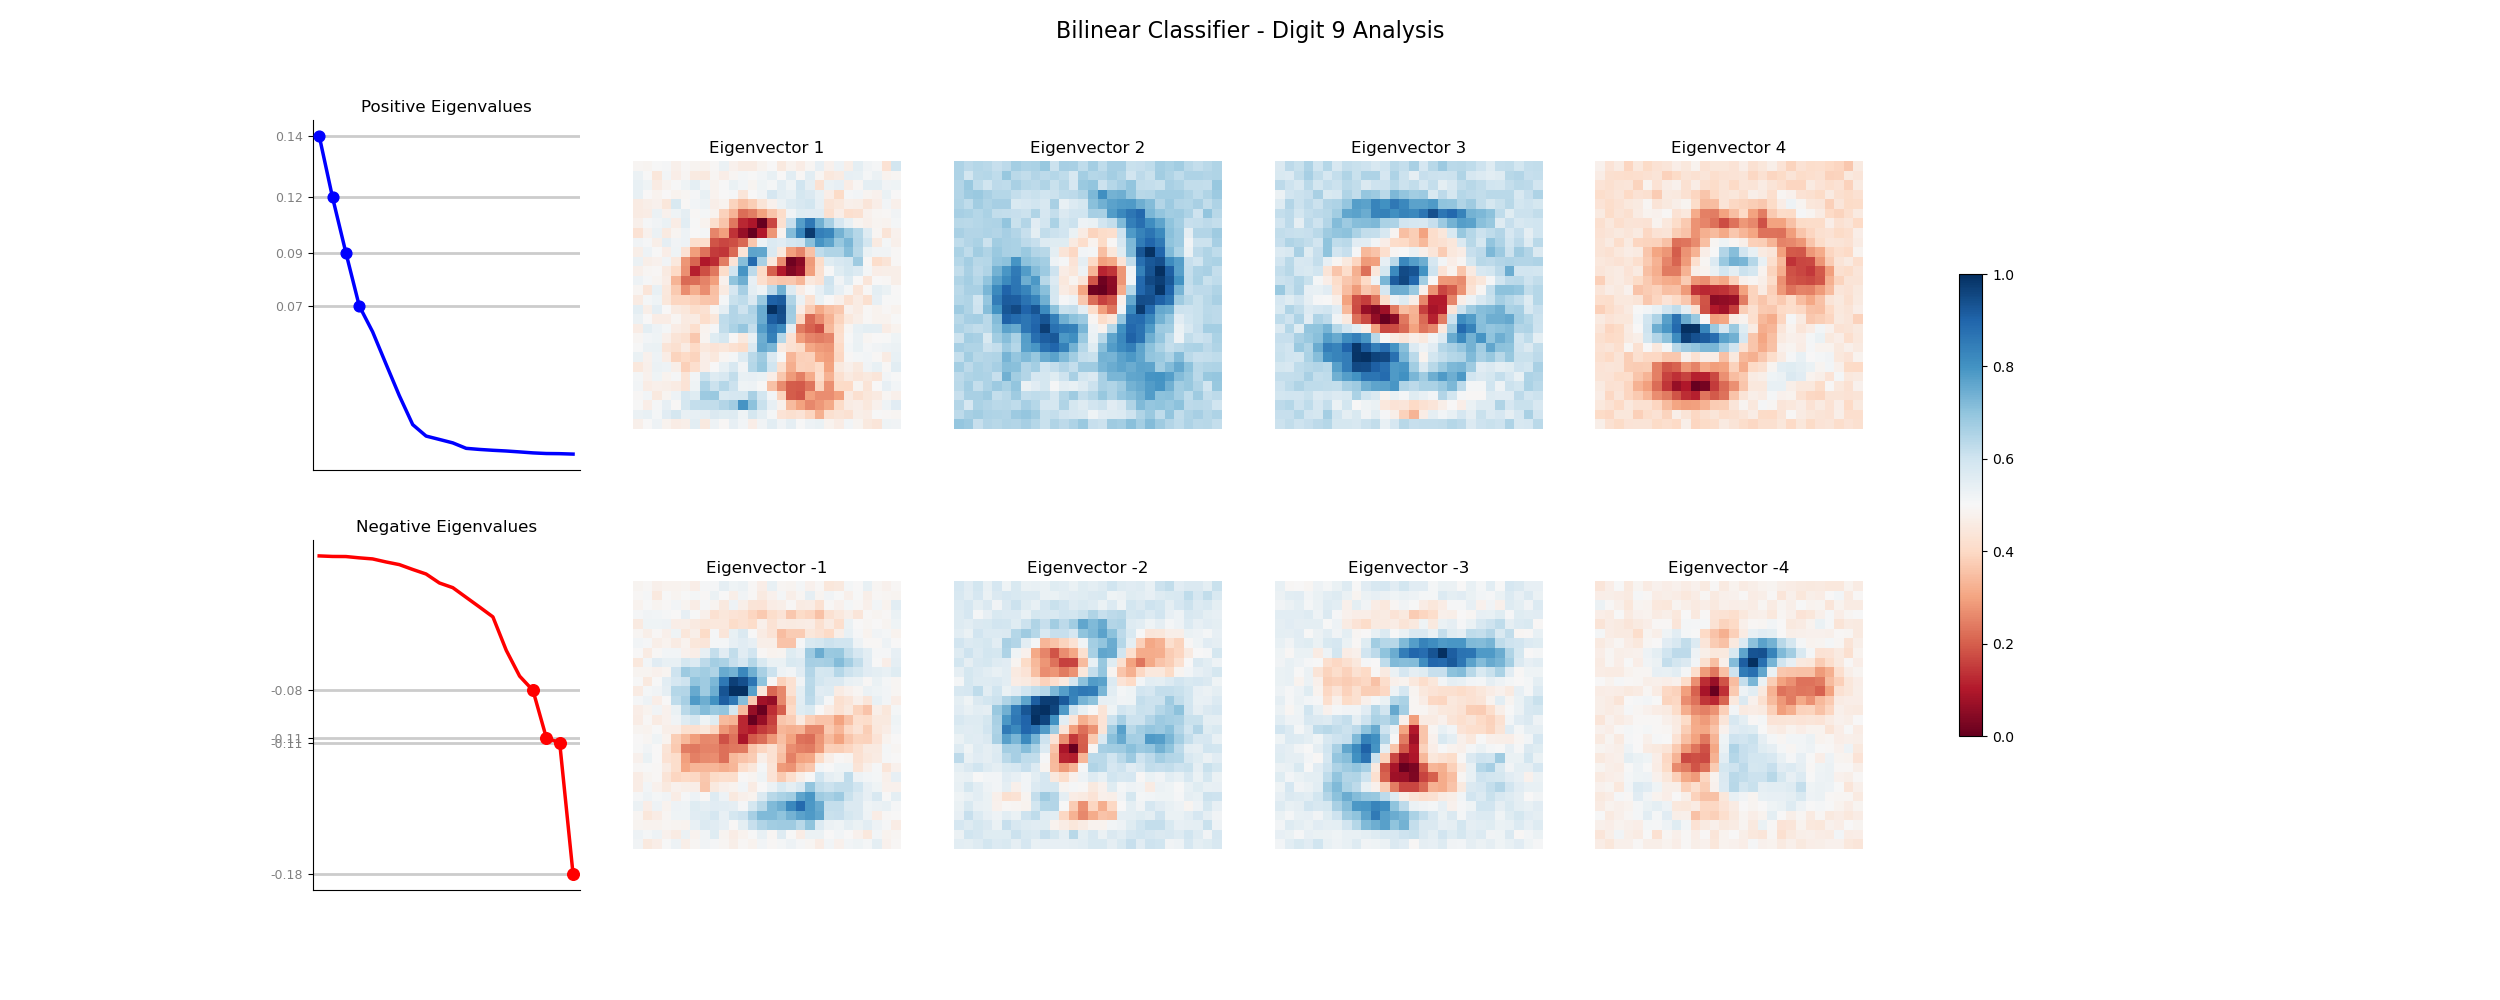 Bilinear Classifier - Digit 9 Analysis
Positive Eigenvalues
0.14
0.12
0.09
0.07
Eigenvector 1
Eigenvector 2
Eigenvector 3
Eigenvector 4
Negative Eigenvalues
-0.08
-0.11
-0.11
-0.18
Eigenvector -1
Eigenvector -2
Eigenvector -3
Eigenvector -4
1.0
0.8
0.6
0.4
0.2
0.0